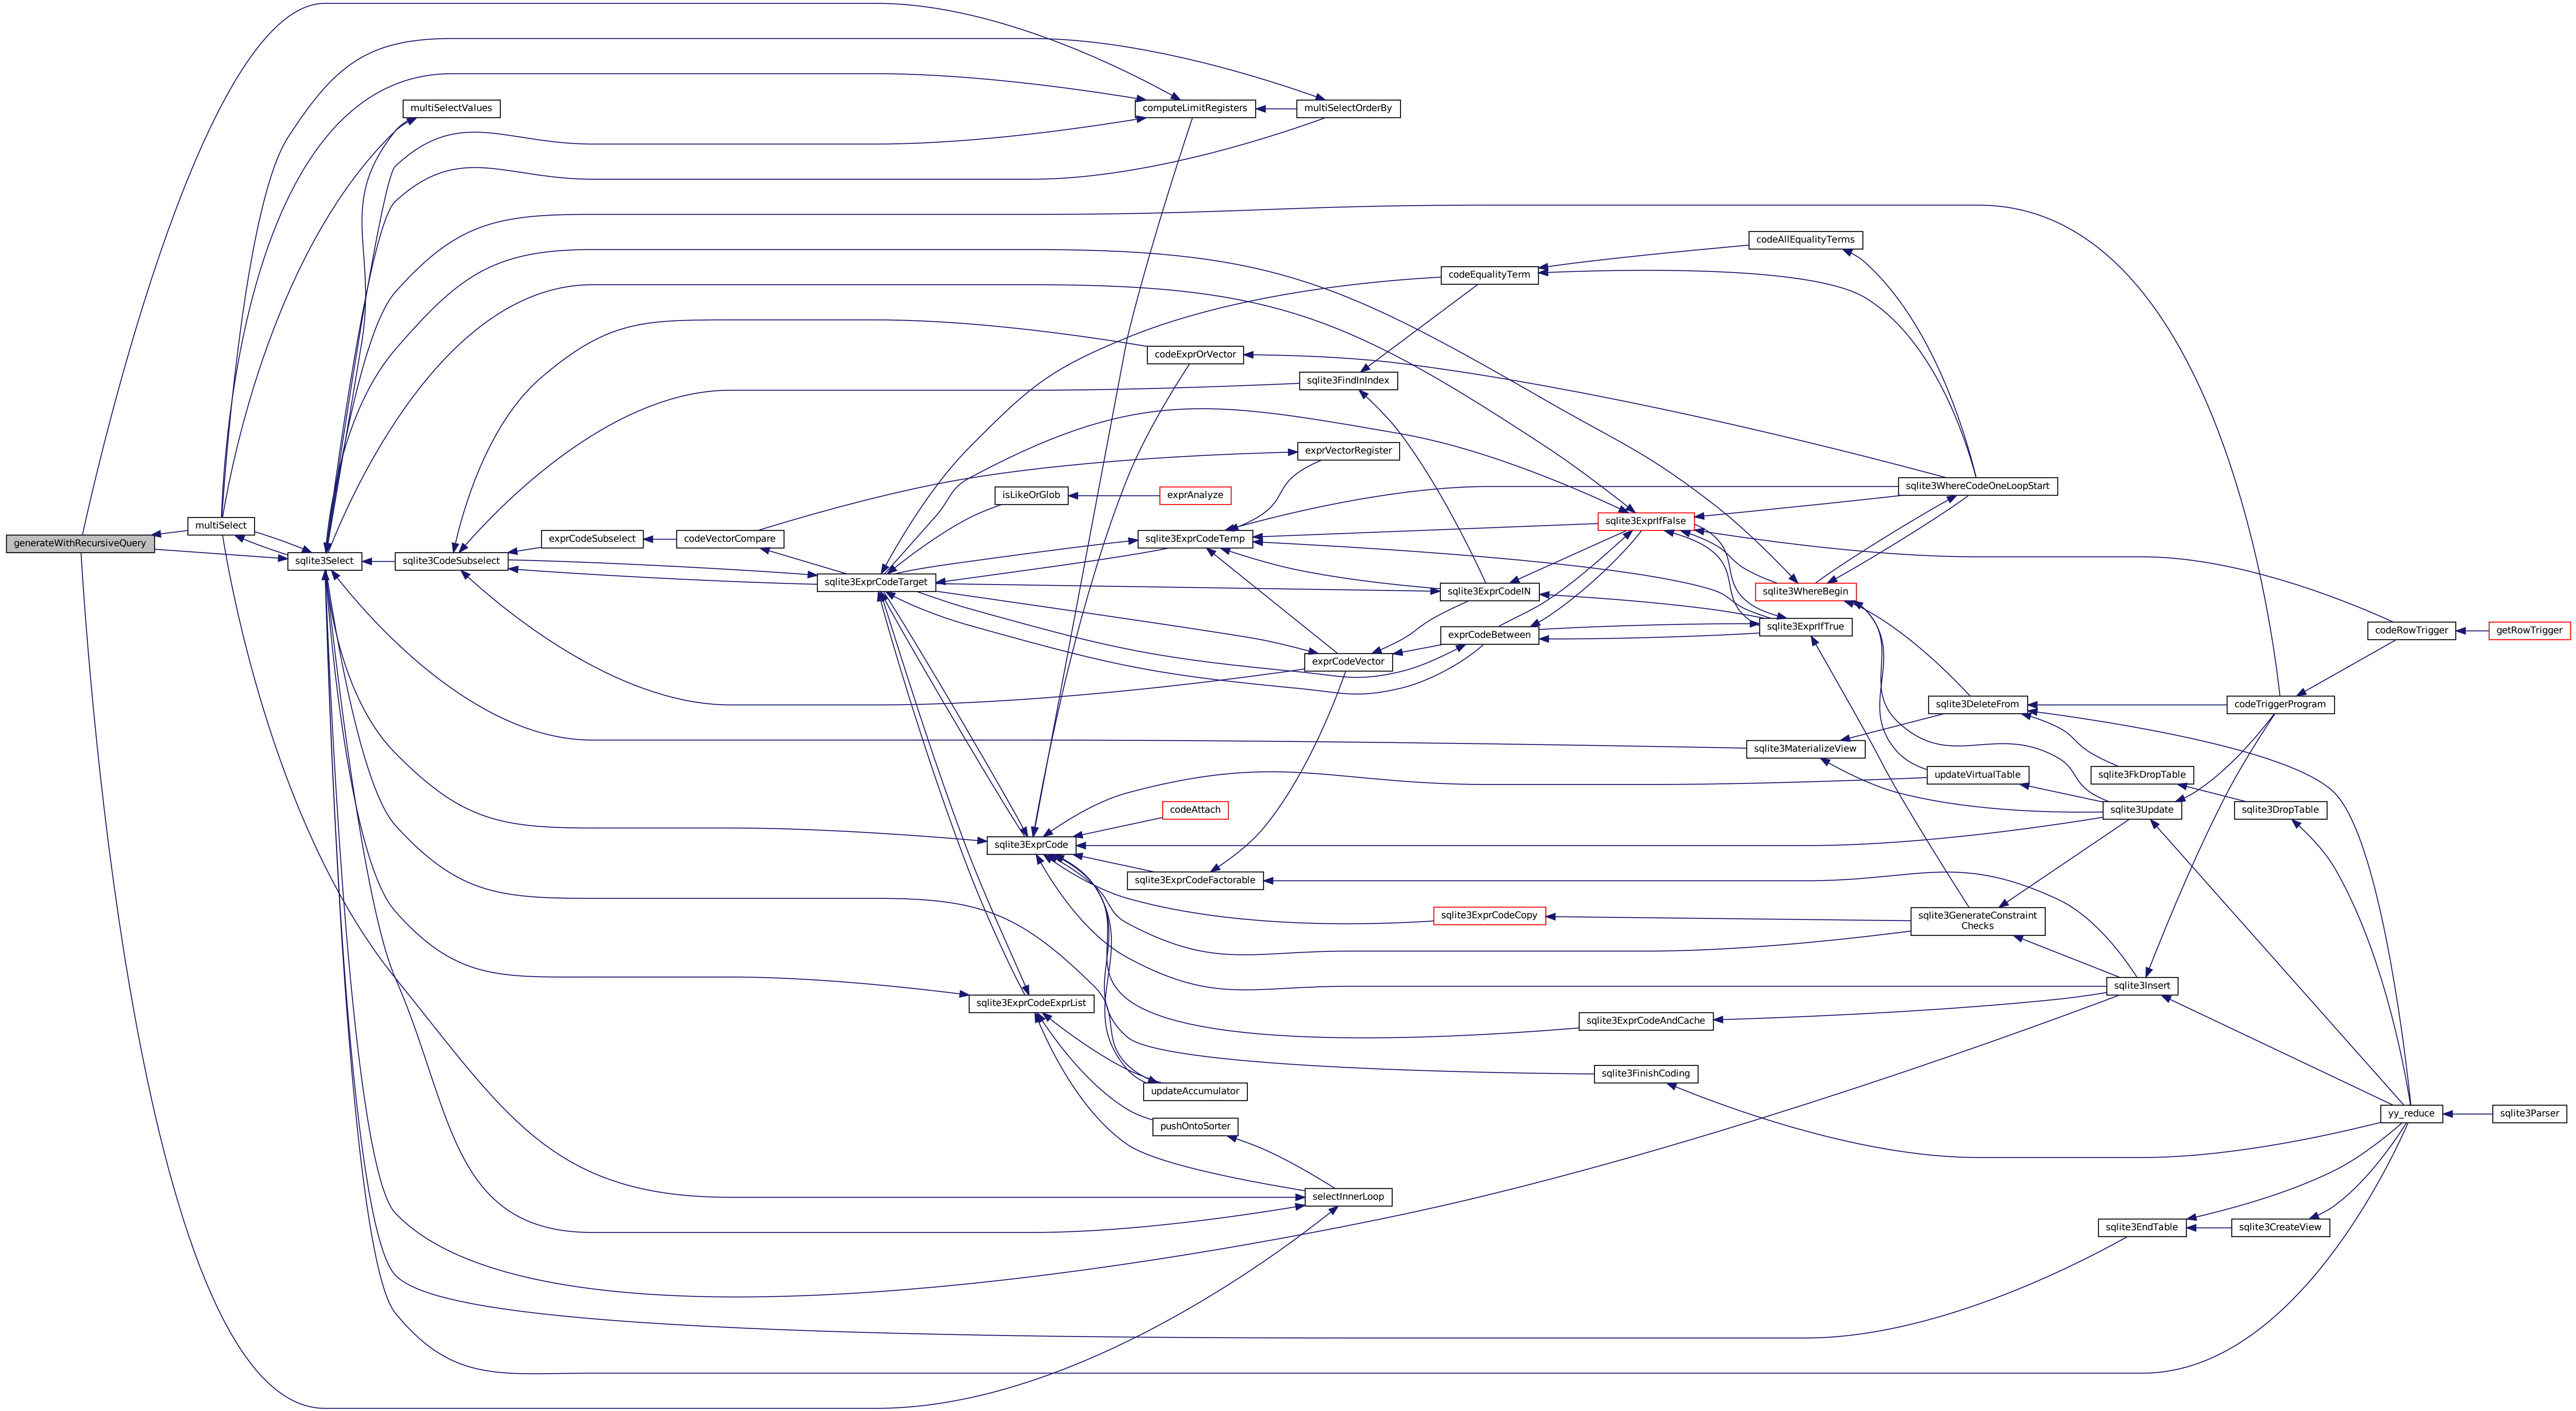 generateWithRecursiveQuery
multiSelect
sqlite3Select
multiSelectValues
sqlite3CodeSubselect
exprCodeSubselect
codeVectorCompare
sqlite3ExprCodeTarget
computeLimitRegisters
multiSelectOrderBy
codeExprOrVector
sqlite3FindInIndex
exprVectorRegister
isLikeOrGlob
exprAnalyze
sqlite3ExprCodeTemp
codeEqualityTerm
codeAllEqualityTerms
sqlite3WhereCodeOneLoopStart
sqlite3ExprIfFalse
sqlite3ExprCodeIN
sqlite3WhereBegin
exprCodeBetween
sqlite3ExprIfTrue
exprCodeVector
codeRowTrigger
getRowTrigger
sqlite3DeleteFrom
codeTriggerProgram
sqlite3MaterializeView
updateVirtualTable
sqlite3FkDropTable
sqlite3Update
sqlite3DropTable
codeAttach
sqlite3ExprCode
sqlite3ExprCodeFactorable
sqlite3ExprCodeCopy
sqlite3GenerateConstraint
Checks
sqlite3Insert
sqlite3ExprCodeExprList
sqlite3ExprCodeAndCache
sqlite3FinishCoding
updateAccumulator
pushOntoSorter
yy_reduce
sqlite3Parser
selectInnerLoop
sqlite3EndTable
sqlite3CreateView